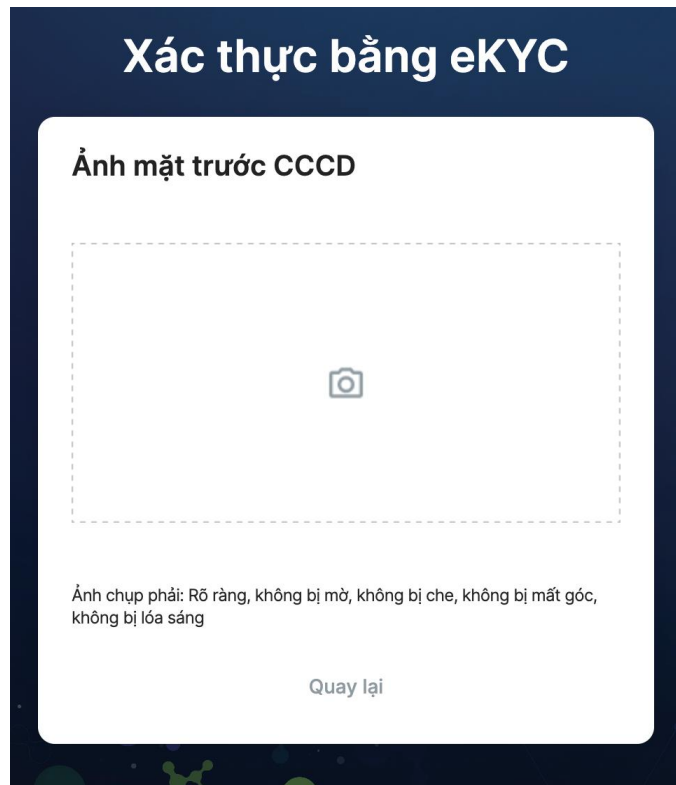 Xác thực bằng eKYC
Ảnh mặt trước CCCD
Ảnh chụp phải: Rõ ràng, không bị mờ, không bị che, không bị mất góc,
không bị lóa sáng
Quay lại